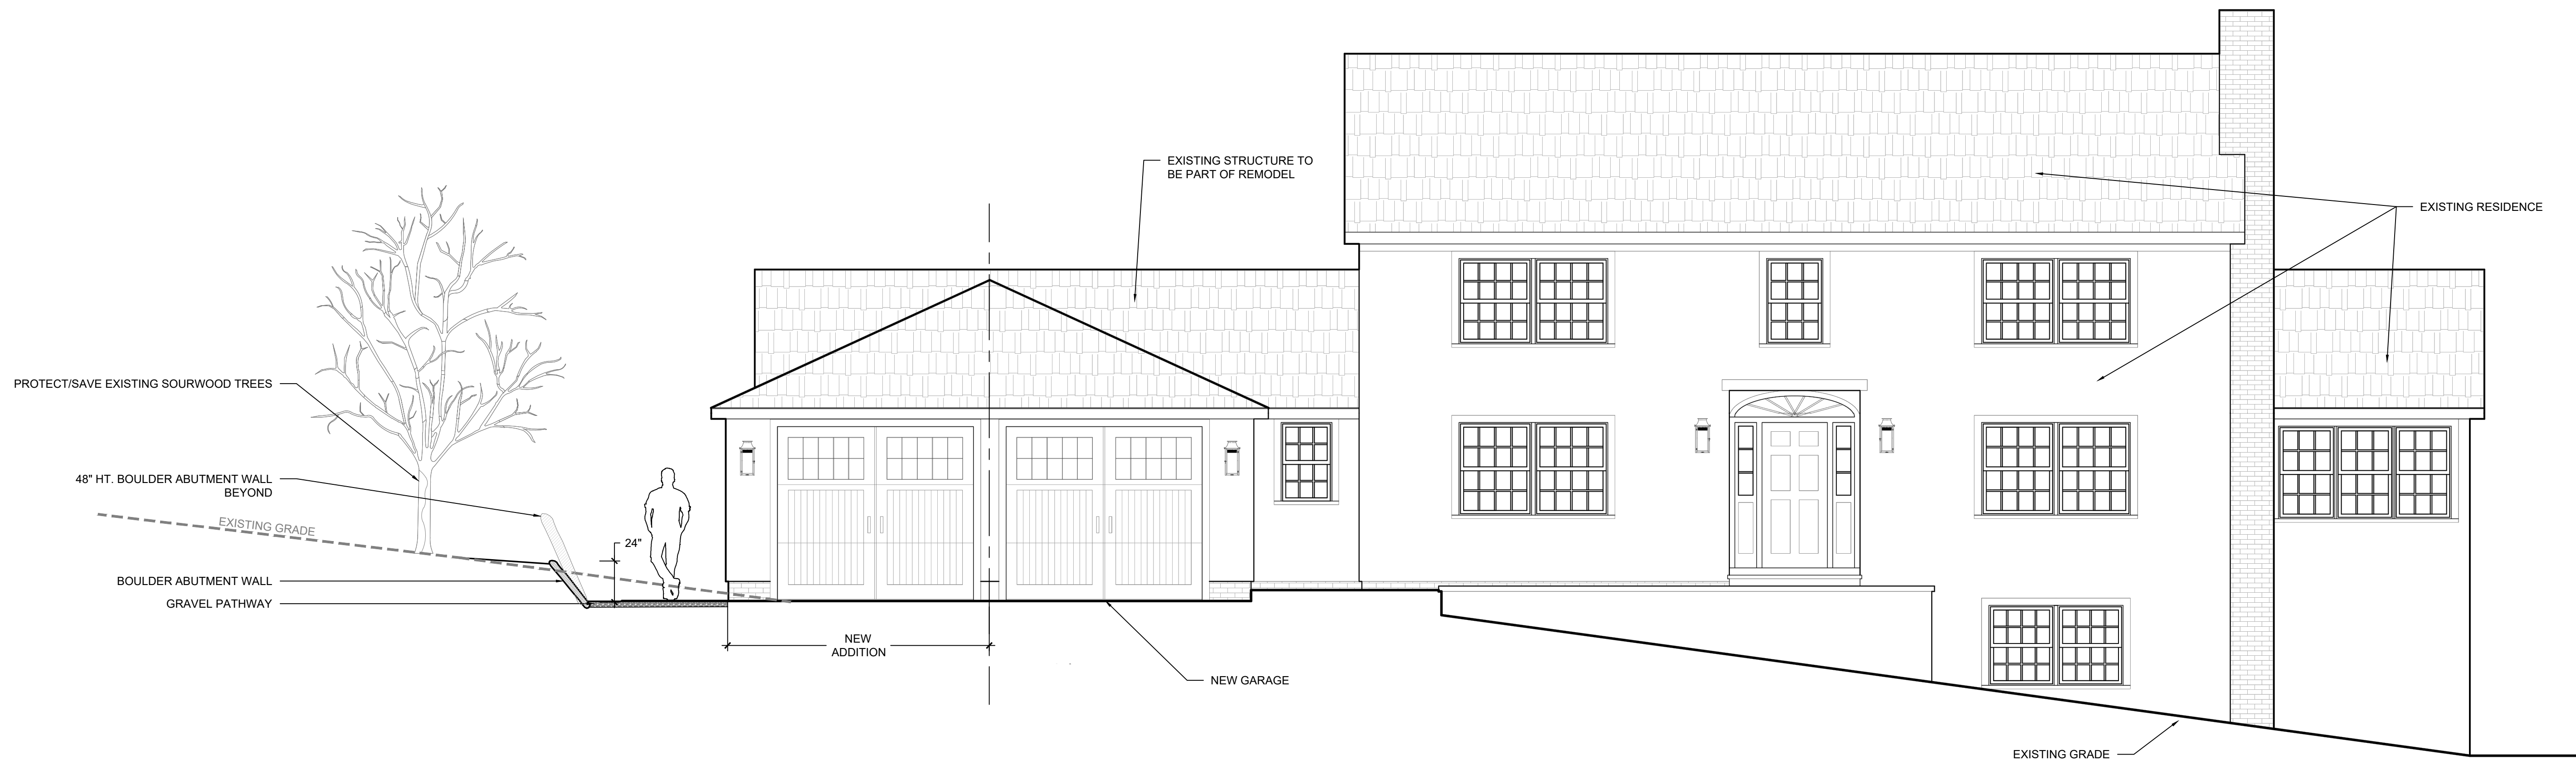 EXISTING STRUCTURE TO
BE PART OF REMODEL
EXISTING RESIDENCE
PROTECT/SAVE EXISTING SOURWOOD TREES
48" HT. BOULDER ABUTMENT WALL
BEYOND
EXISTING GRADE
24"
BOULDER ABUTMENT WALL
GRAVEL PATHWAY
NEW
ADDITION
NEW GARAGE
EXISTING GRADE